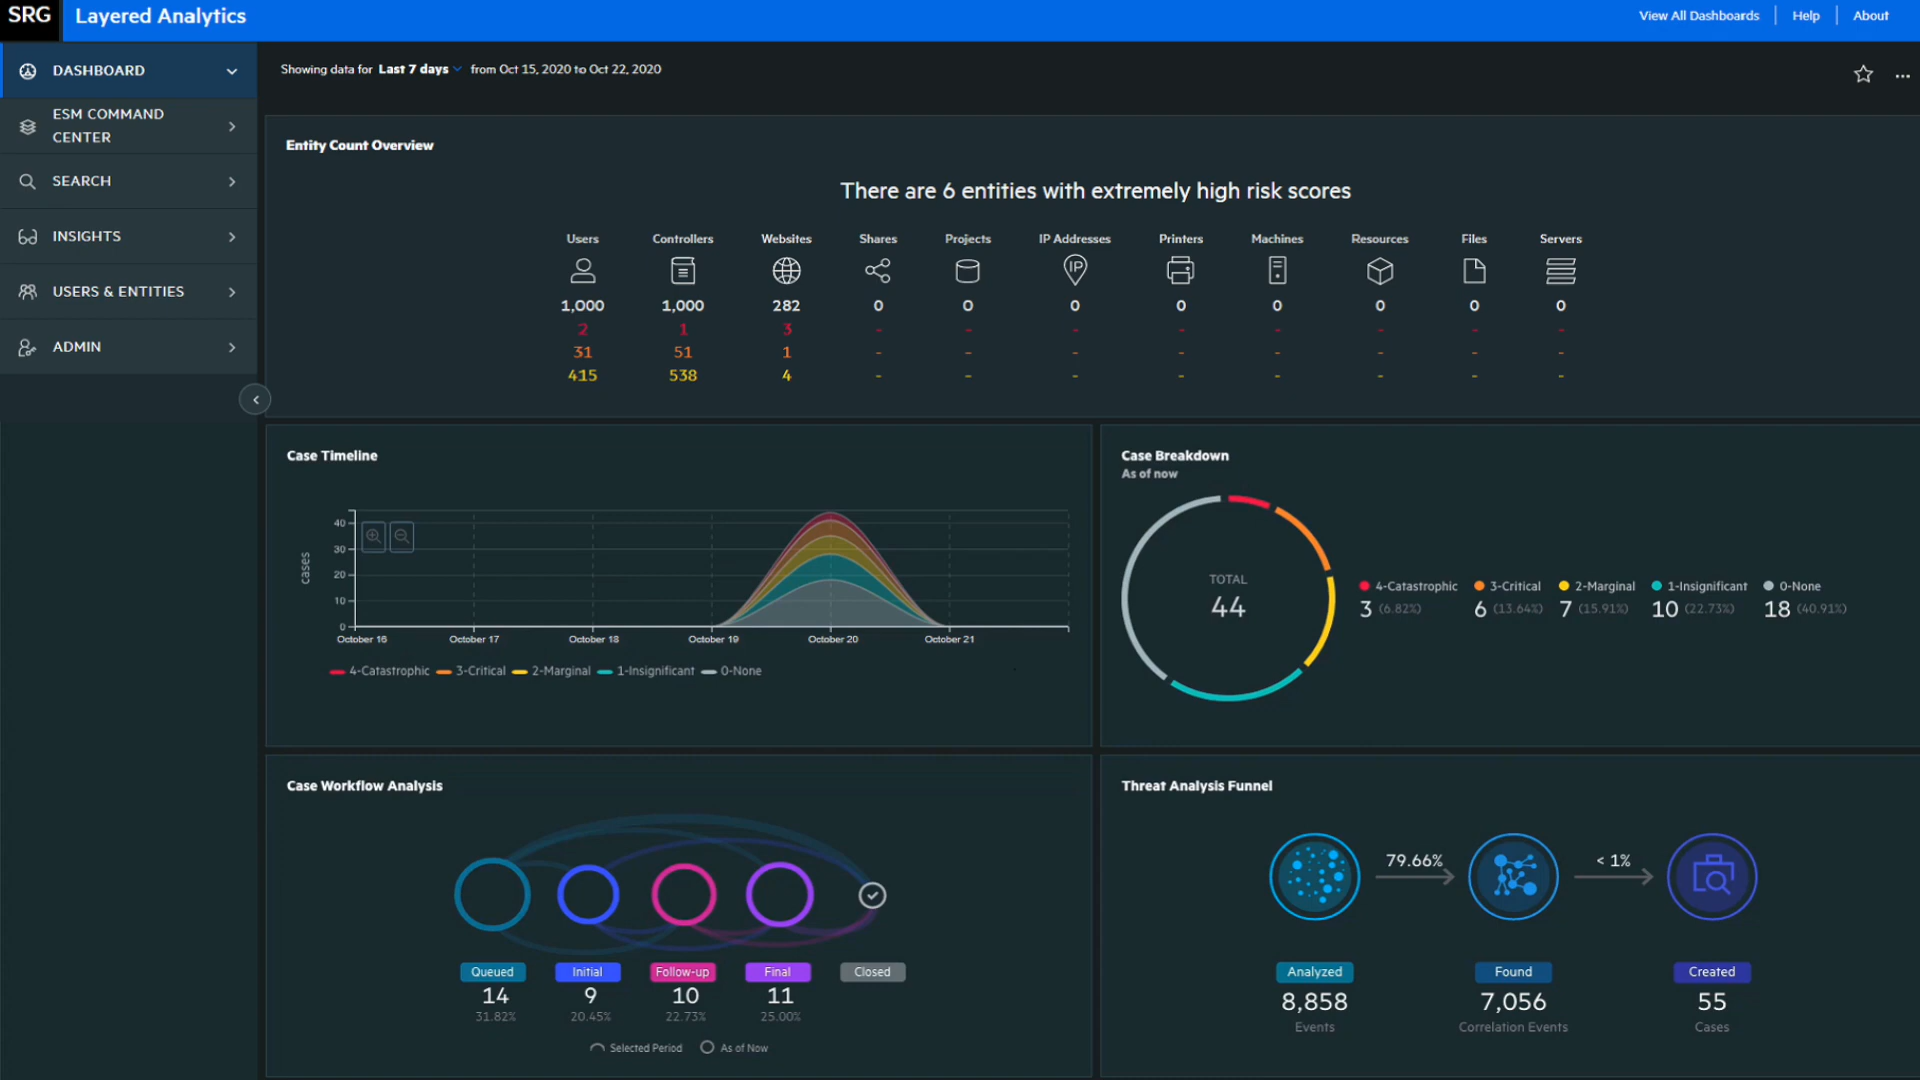 SRG Layered Analytics View All Dashboards Help About
DASHBOARD
ESM COMMAND
CENTER
SEARCH
INSIGHTS
USERS & ENTITIES
ADMIN
Showing data for Last 7 days from Oct 15, 2020 to Oct 22, 2020
Entity Count Overview
There are 6 entities with extremely high risk scores
Users Controllers Websites Shares Projects IP Addresses Printers Machines Resources Files Servers
IP
1,000 1,000 282 0 0 0 0 0 0 0 0
2 1 3 - - - - - - - -
31 51 1 - - - - - - - -
415 538 4 - - - - - - - -
Case Timeline
cases
40
30
20
10
0
October 16 October 17 October 18 October 19 October 20 October 21
4-Catastrophic 3-Critical 2-Marginal 1-Insignificant 0-None
Case Breakdown
As of now
TOTAL
44
4-Catastrophic 3-Critical 2-Marginal 1-Insignificant 0-None
3 (6.82%) 6 (13.64%) 7 (15.91%) 10 (22.73%) 18 (40.91%)
Case Workflow Analysis
Queued Initial Follow-up Final Closed
14 9 10 11
31.82% 20.45% 22.73% 25.00%
Selected Period As of Now
Threat Analysis Funnel
79.66% < 1%
Analyzed Found Created
8,858 7,056 55
Events Correlation Events Cases